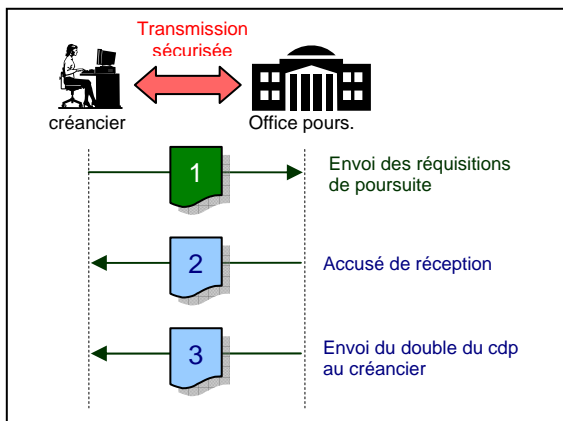 Transmission
sécurisée
créancier
Office pours.
1
Envoi des réquisitions
de poursuite
2
Accusé de réception
3
Envoi du double du cdp
au créancier